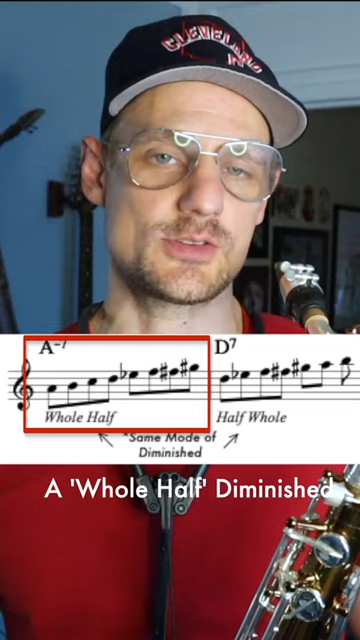 CLEVELAND
A-7 D7
Whole Half Half Whole
*Same Mode of
Diminished
A 'Whole Half' Diminished